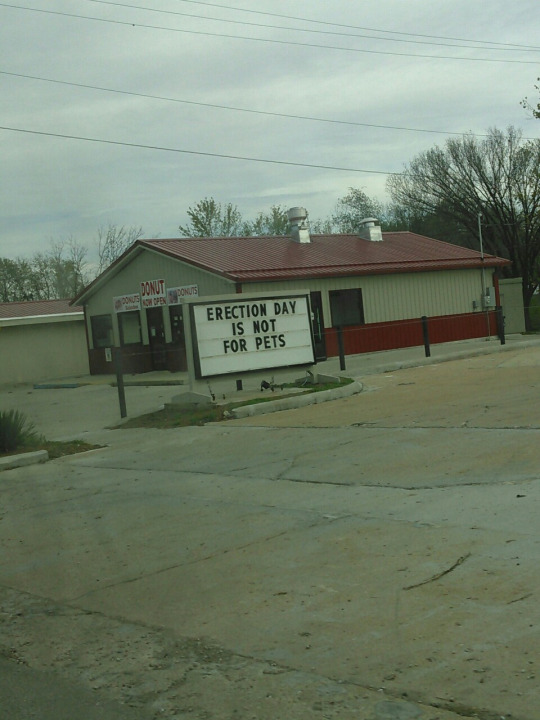 DONUT
NOW OPEN
DONUTS
DONUTS
ERECTION DAY
IS NOT
FOR PETS